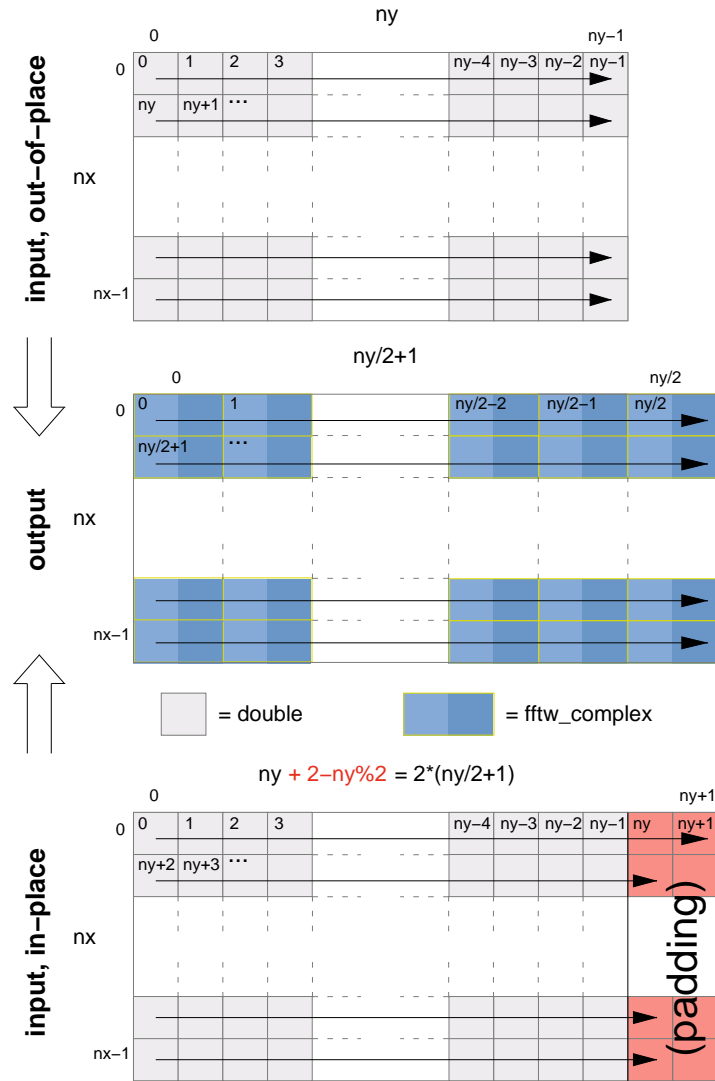 ny
0 ny−1
input, out−of−place
0
0 1 2 3 ny−4 ny−3 ny−2 ny−1
ny ny+1 ...
nx
nx−1
ny/2+1
0 ny/2
output
0
0 1 ny/2−2 ny/2−1 ny/2
ny/2+1 ...
nx
nx−1
= double = fftw_complex
ny + 2−ny%2 = 2*(ny/2+1)
0 ny+1
input, in−place
0
0 1 2 3 ny−4 ny−3 ny−2 ny−1 ny ny+1
ny+2 ny+3 ...
nx
(padding)
nx−1